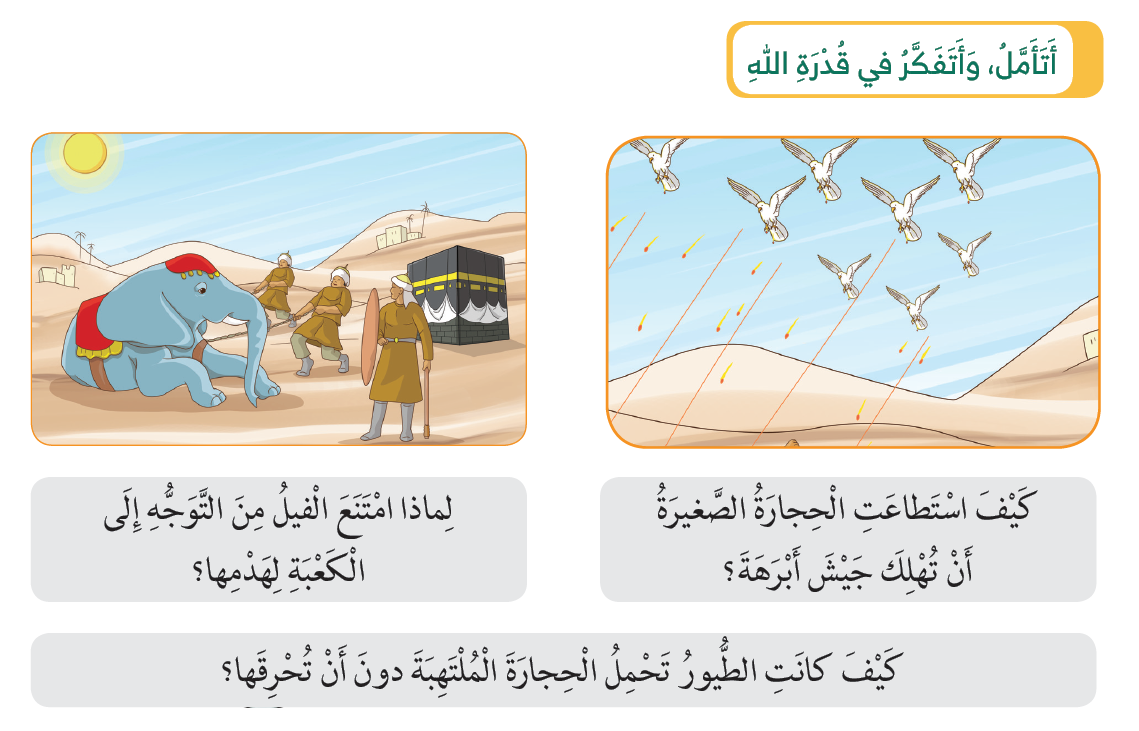 أَتَأَمَّلُ، وَأَتَفَكَّرُ في قُدْرَةِ اللهِ
كَيْفَ اسْتَطاعَتِ الْحِجارَةُ الصَّغيرَةُ
أَنْ تُهْلِكَ جَيْشَ أَبْرَهَةَ؟
لِماذا امْتَنَعَ الْفيلُ مِنَ التَّوَجُّهِ إِلَى
الْكَعْبَةِ لِهَدْمِها؟
كَيْفَ كانَتِ الطُّيورُ تَحْمِلُ الْحِجارَةَ الْمُلْتَهِبَةَ دونَ أَنْ تُحْرِقَها؟